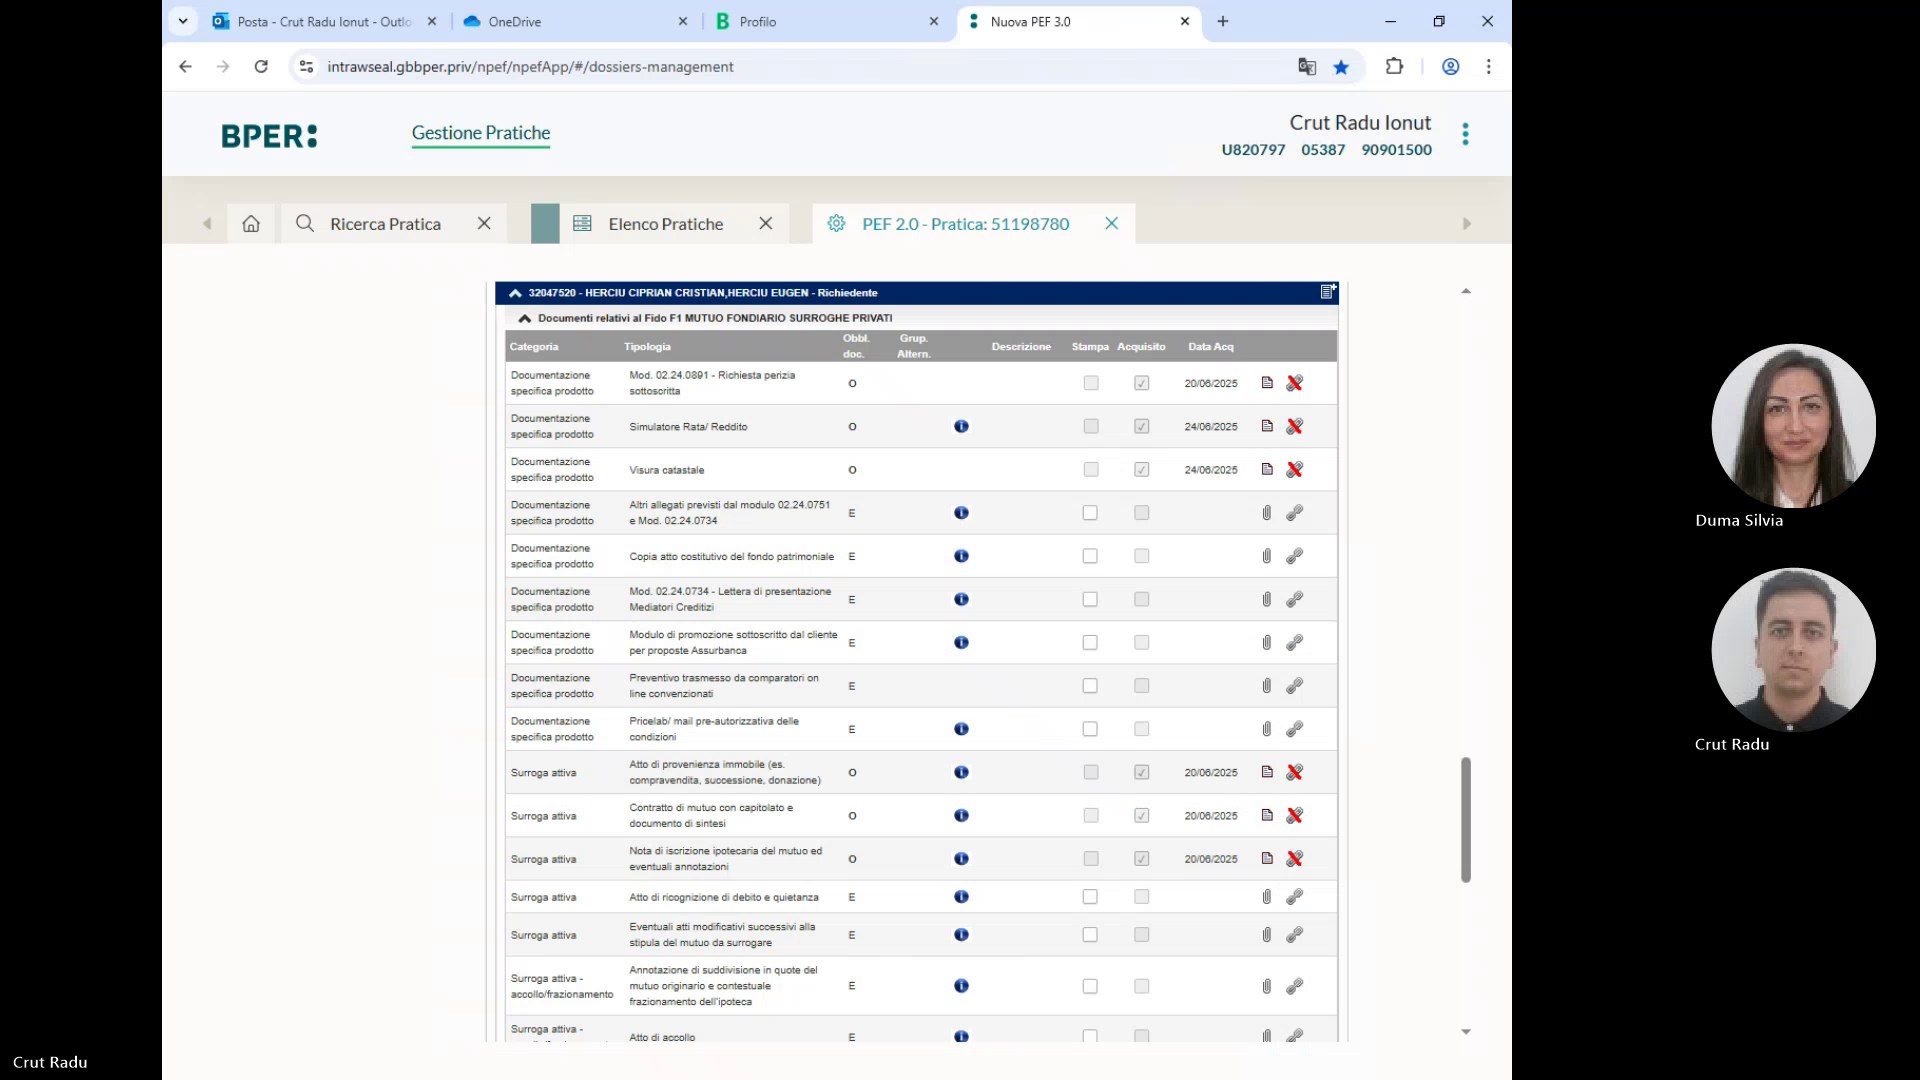 Posta - Crut Radu Ionut - Outlo
OneDrive
Profilo
Nuova PEF 3.0
intrawseal.gbbper.priv/npef/npefApp/#/dossiers-management
BPER:
Gestione Pratiche
Crut Radu Ionut
U820797 05387 90901500
Ricerca Pratica
Elenco Pratiche
PEF 2.0 - Pratica: 51198780
32047520 - HERCIU CIPRIAN CRISTIAN,HERCIU EUGEN - Richiedente
Documenti relativi al Fido F1 MUTUO FONDIARIO SURROGHE PRIVATI
Categoria Tipologia Obbl. doc. Grup. Altern. Descrizione Stampa Acquisito Data Acq
Documentazione specifica prodotto Mod. 02.24.0891 - Richiesta perizia sottoscritta O 20/06/2025
Documentazione specifica prodotto Simulatore Rata/ Reddito O 24/06/2025
Documentazione specifica prodotto Visura catastale O 24/06/2025
Documentazione specifica prodotto Altri allegati previsti dal modulo 02.24.0751 e Mod. 02.24.0734 E
Documentazione specifica prodotto Copia atto costitutivo del fondo patrimoniale E
Documentazione specifica prodotto Mod. 02.24.0734 - Lettera di presentazione Mediatori Creditizi E
Documentazione specifica prodotto Modulo di promozione sottoscritto dal cliente per proposte Assurbanca E
Documentazione specifica prodotto Preventivo trasmesso da comparatori on line convenzionati E
Documentazione specifica prodotto Pricelab/ mail pre-autorizzativa delle condizioni E
Surroga attiva Atto di provenienza immobile (es. compravendita, successione, donazione) O 20/06/2025
Surroga attiva Contratto di mutuo con capitolato e documento di sintesi O 20/06/2025
Surroga attiva Nota di iscrizione ipotecaria del mutuo ed eventuali annotazioni O 20/06/2025
Surroga attiva Atto di ricognizione di debito e quietanza E
Surroga attiva Eventuali atti modificativi successivi alla stipula del mutuo da surrogare E
Surroga attiva - accollo/frazionamento Annotazione di suddivisione in quote del mutuo originario e contestuale frazionamento dell'ipoteca E
Surroga attiva - Atto di accollo E
Duma Silvia
Crut Radu
Crut Radu